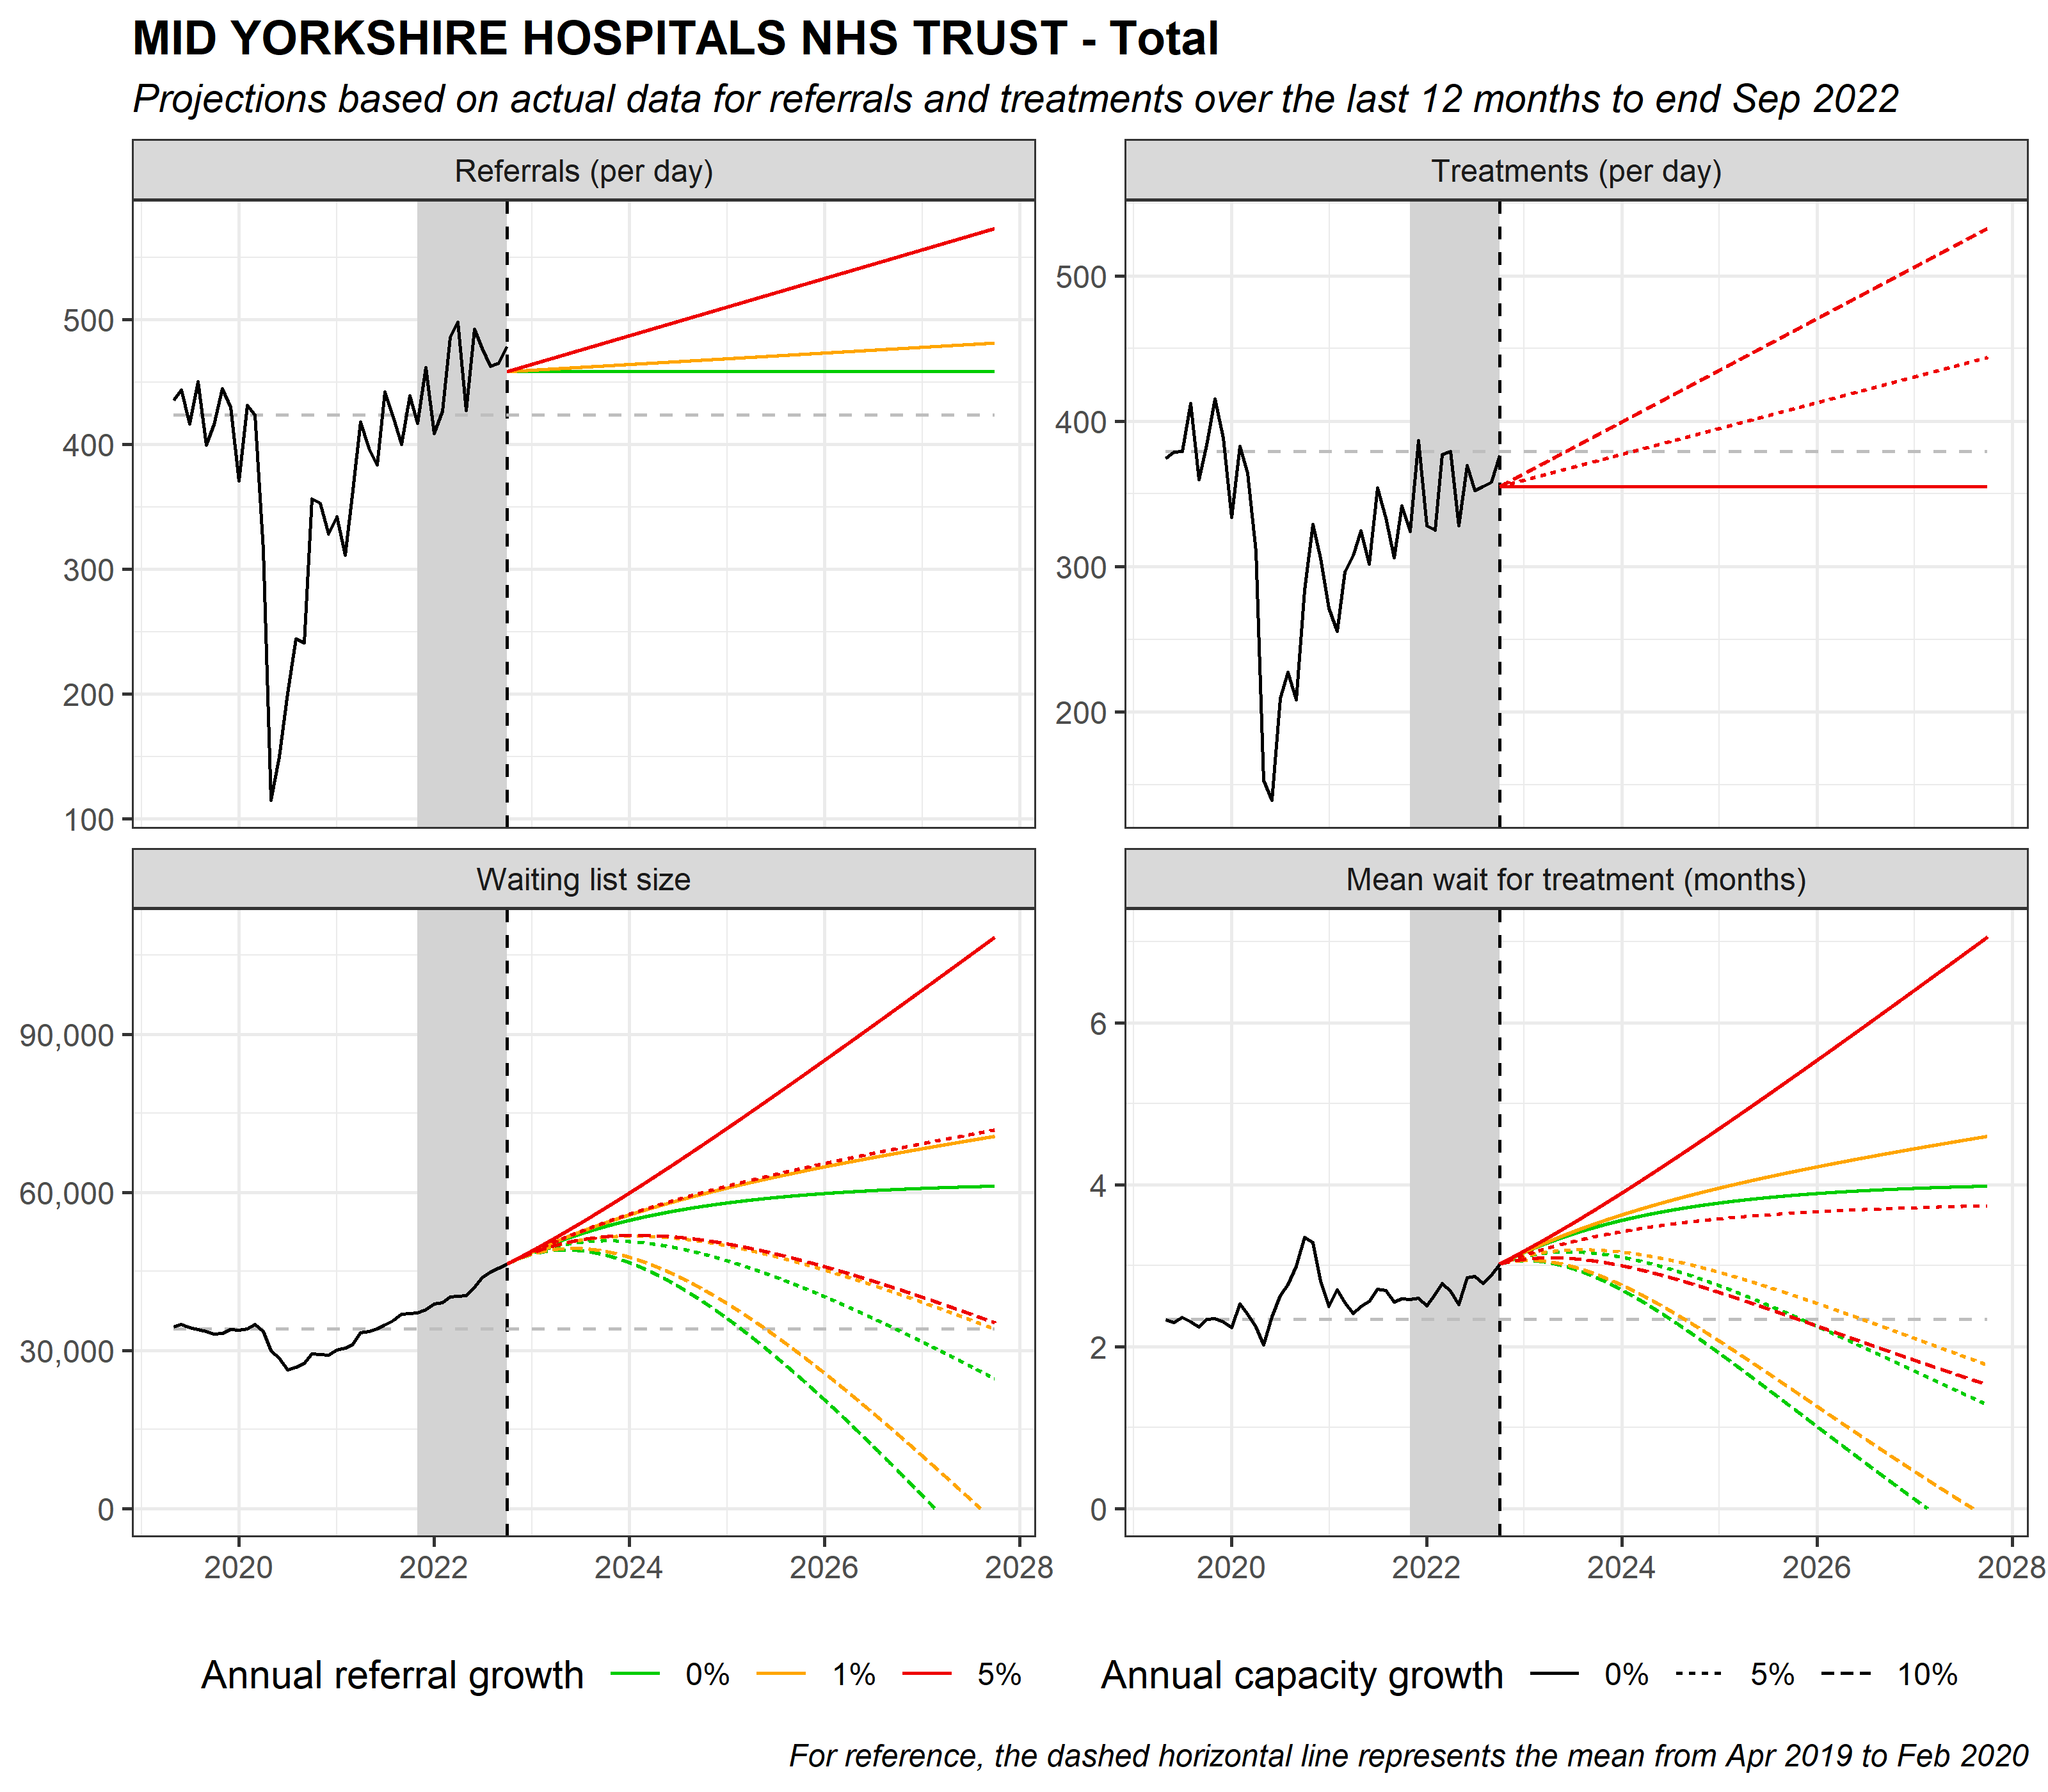 MID YORKSHIRE HOSPITALS NHS TRUST - Total
Projections based on actual data for referrals and treatments over the last 12 months to end Sep 2022
Referrals (per day)
500
400
300
200
100
Treatments (per day)
500
400
300
200
Waiting list size
90,000
60,000
30,000
0
2020 2022 2024 2026 2028
Mean wait for treatment (months)
6
4
2
0
2020 2022 2024 2026 2028
Annual referral growth 0% 1% 5%
Annual capacity growth 0% 5% 10%
For reference, the dashed horizontal line represents the mean from Apr 2019 to Feb 2020